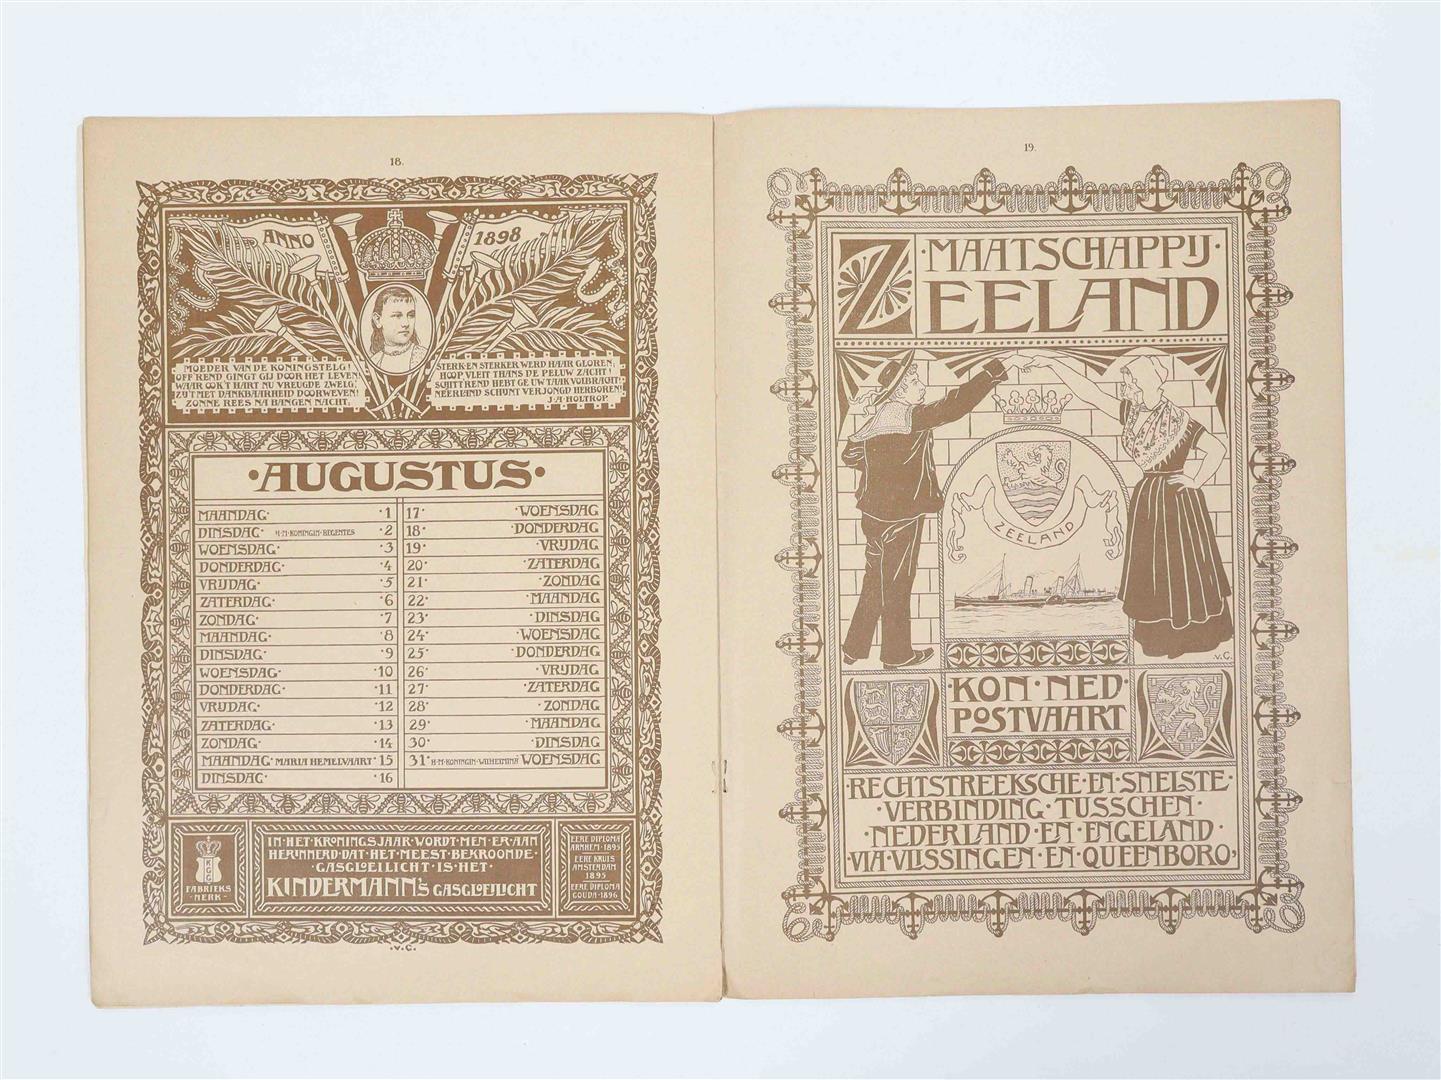 18.
ANNO 1898
MOEDER VAN DE KONINGSTELG!
OFFREND GINGT GIJ DOOR HET LEVEN,
WAAR OOK'T HART NU VREUGDE ZWELG,
ZIJ'T MET DANKBAARHEID DOORWEVEN!
ZONNE REES NA BANGEN NACHT,
STERK EN STERKER WERD HAAR GLOREN;
HOOP VLEIT THANS DE PELUW ZACHT!
SCHITTREND HEBT GE UW TAAK VOLBRACHT:
NEERLAND SCHIJNT VERJONGD HERBOREN!
J.A. HOLTROP.
·AUGUSTUS·
MAANDAG· ·1
DINSDAG· H·M·KONINGIN·REGENTES ·2
WOENSDAG· ·3
DONDERDAG· ·4
VRIJDAG· ·5
ZATERDAG· ·6
ZONDAG· ·7
MAANDAG· ·8
DINSDAG· ·9
WOENSDAG· ·10
DONDERDAG· ·11
VRIJDAG· ·12
ZATERDAG· ·13
ZONDAG· ·14
MAANDAG·MARIA HEMELVAART·15
DINSDAG· ·16
17· ·WOENSDAG
18· ·DONDERDAG
19· ·VRIJDAG
20· ·ZATERDAG
21· ·ZONDAG
22· ·MAANDAG
23· ·DINSDAG
24· ·WOENSDAG
25· ·DONDERDAG
26· ·VRIJDAG
27· ·ZATERDAG
28· ·ZONDAG
29· ·MAANDAG
30· ·DINSDAG
31·H·M·KONINGIN·WILHELMINA WOENSDAG
KGG
FABRIEKS
·MERK·
IN·HET·KRONINGSJAAR·WORDT·MEN·ER·AAN
HERINNERD·DAT·HET·MEEST·BEKROONDE·
·GASGLOEILICHT·IS·HET·
KINDERMANN'S GASGLOEILICHT
EERE DIPLOMA
ARNHEM·1895
EERE KRUIS
AMSTERDAM
1895
EERE DIPLOMA
GOUDA·1896
·v.C.
19.
·MAATSCHAPPIJ·
ZEELAND
ZEELAND
v.C.
·KON·NED·
POSTVAART
·RECHTSTREEKSCHE·EN·SNELSTE·
·VERBINDING·TUSSCHEN·
·NEDERLAND·EN·ENGELAND·
·VIA·VLISSINGEN·EN·QUEENBORO,